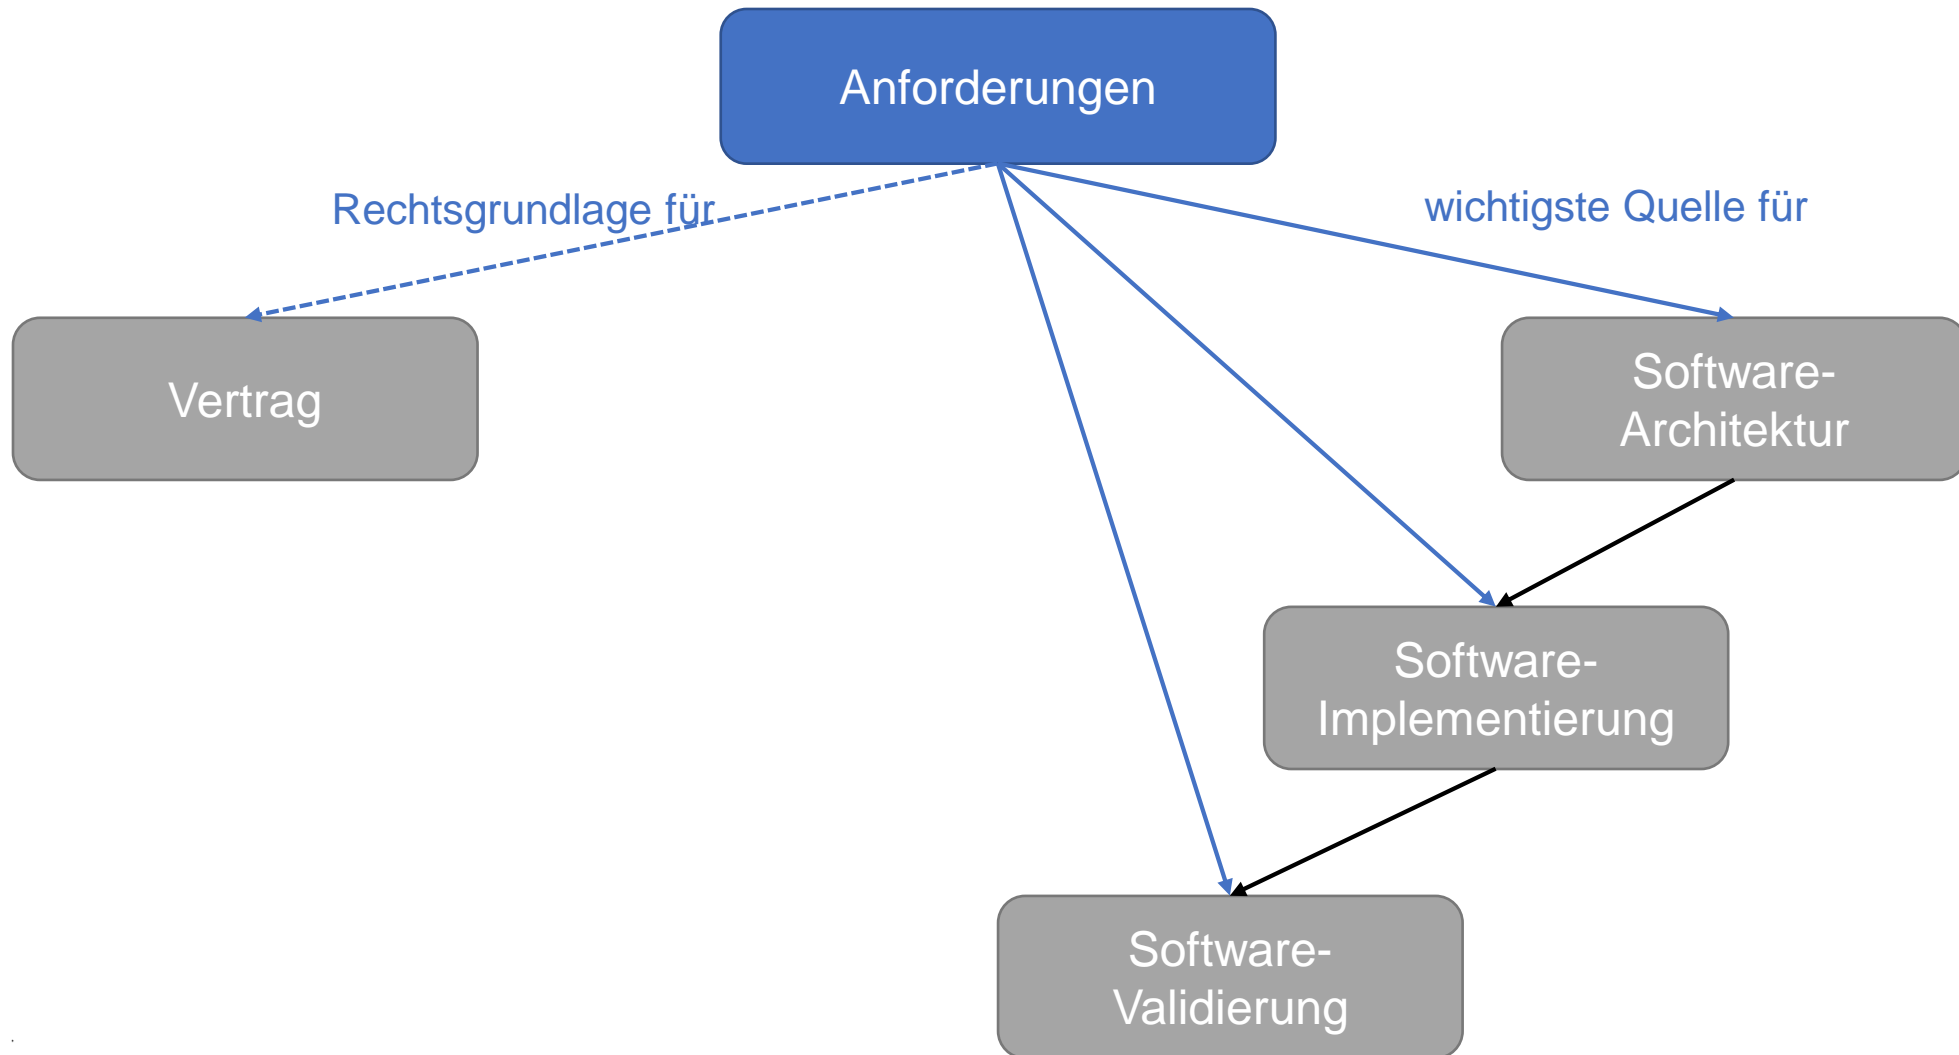 Anforderungen
Rechtsgrundlage für
wichtigste Quelle für
Vertrag
Software-
Architektur
Software-
Implementierung
Software-
Validierung